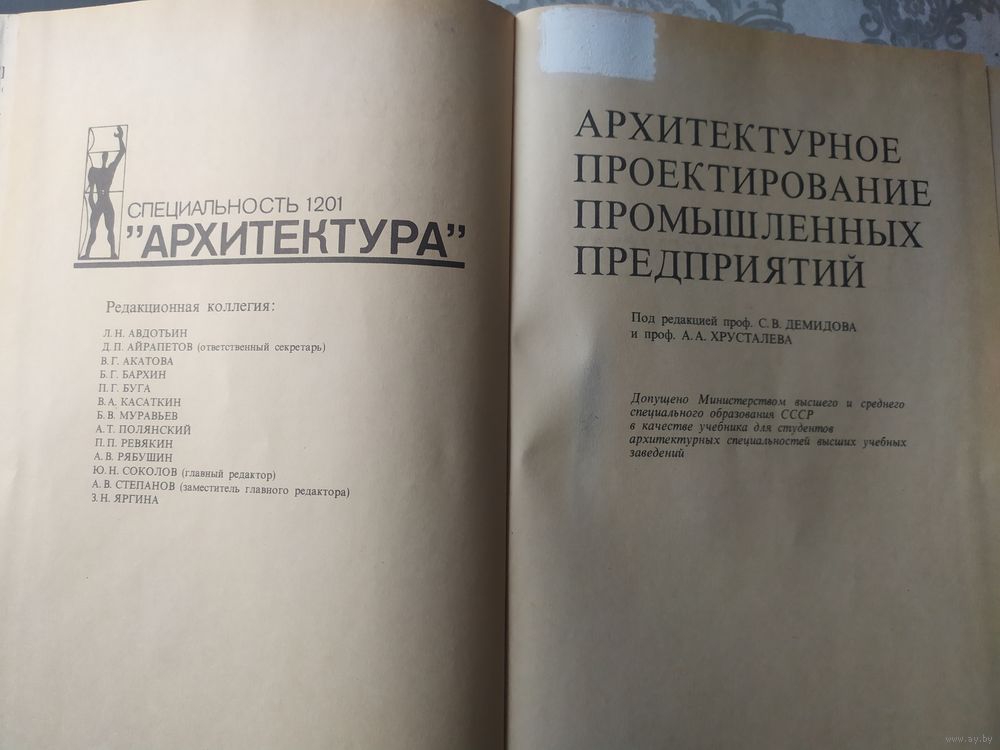 СПЕЦИАЛЬНОСТЬ 1201
"АРХИТЕКТУРА"
Редакционная коллегия:
Л. Н. АВДОТЬИН
Д. П. АЙРАПЕТОВ (ответственный секретарь)
В. Г. АКАТОВА
Б. Г. БАРХИН
П. Г. БУГА
В. А. КАСАТКИН
Б. В. МУРАВЬЕВ
А. Т. ПОЛЯНСКИЙ
П. П. РЕВЯКИН
А. В. РЯБУШИН
Ю. Н. СОКОЛОВ (главный редактор)
А. В. СТЕПАНОВ (заместитель главного редактора)
З. Н. ЯРГИНА
АРХИТЕКТУРНОЕ
ПРОЕКТИРОВАНИЕ
ПРОМЫШЛЕННЫХ
ПРЕДПРИЯТИЙ
Под редакцией проф. С. В. ДЕМИДОВА
и проф. А. А. ХРУСТАЛЕВА
Допущено Министерством высшего и среднего
специального образования СССР
в качестве учебника для студентов
архитектурных специальностей высших учебных
заведений
www.ay.by